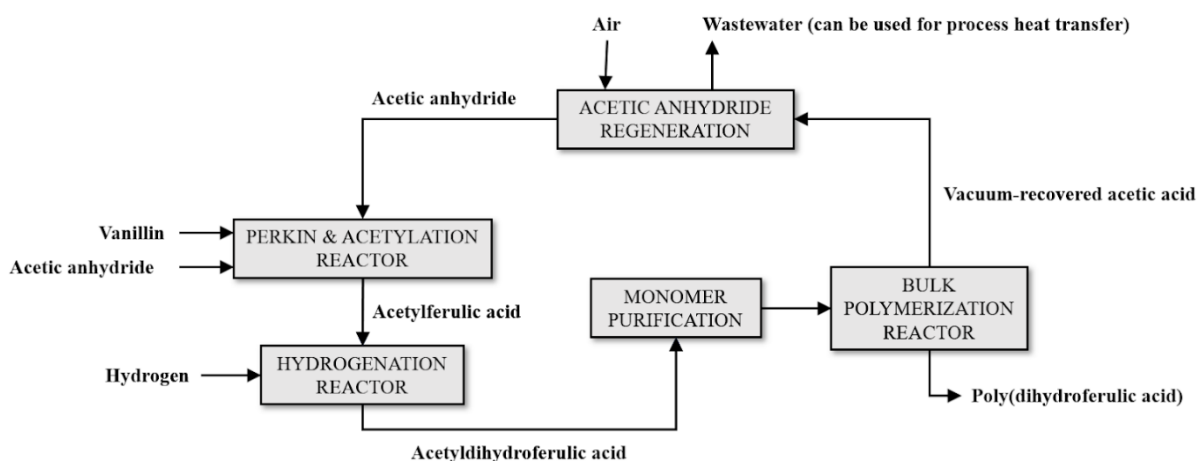 Air
Wastewater (can be used for process heat transfer)
Acetic anhydride
ACETIC ANHYDRIDE
REGENERATION
Vacuum-recovered acetic acid
Vanillin
Acetic anhydride
PERKIN & ACETYLATION
REACTOR
MONOMER
PURIFICATION
BULK
POLYMERIZATION
REACTOR
Acetylferulic acid
Hydrogen
HYDROGENATION
REACTOR
Poly(dihydroferulic acid)
Acetyldihydroferulic acid